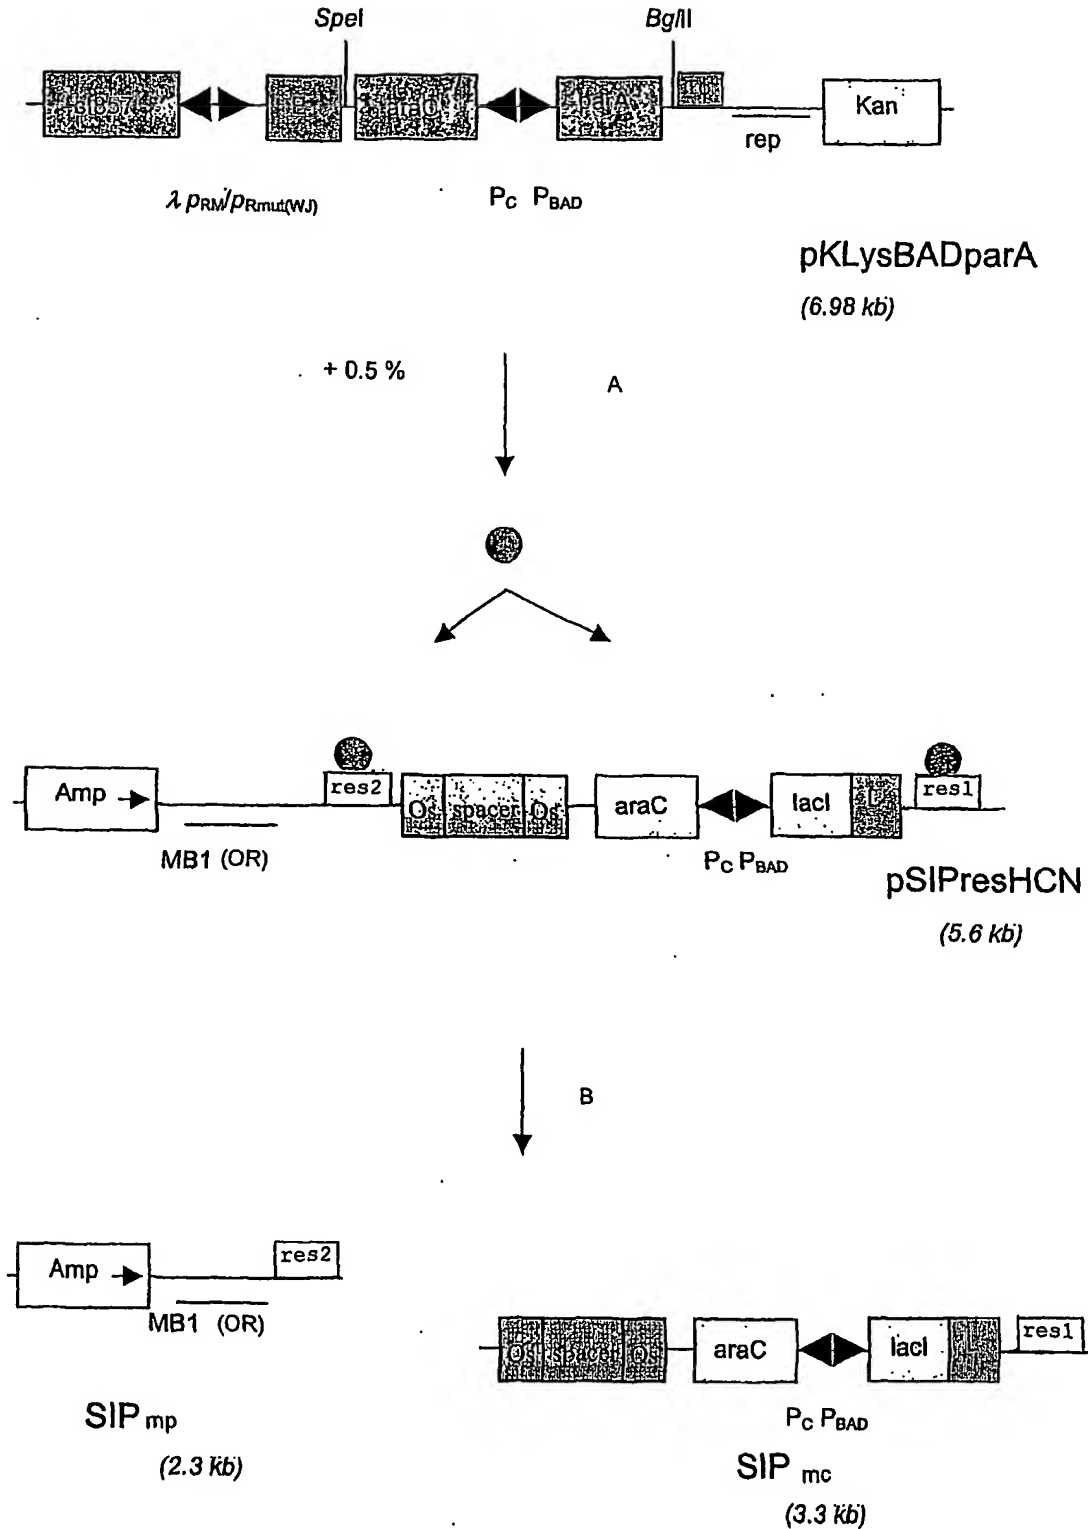 SpeI
BglII
parA
Kan
rep
λ pRM/pRmut(WJ)
PC PBAD
pKLysBADparA
(6.98 kb)
+ 0.5 %
A
Amp
res2
Os
spacer
Os
araC
lacI
L
res1
MB1 (OR)
PC PBAD
pSIPresHCN
(5.6 kb)
B
Amp
res2
MB1 (OR)
Os
spacer
Os
araC
lacI
L
res1
SIP mp
(2.3 kb)
PC PBAD
SIP mc
(3.3 kb)